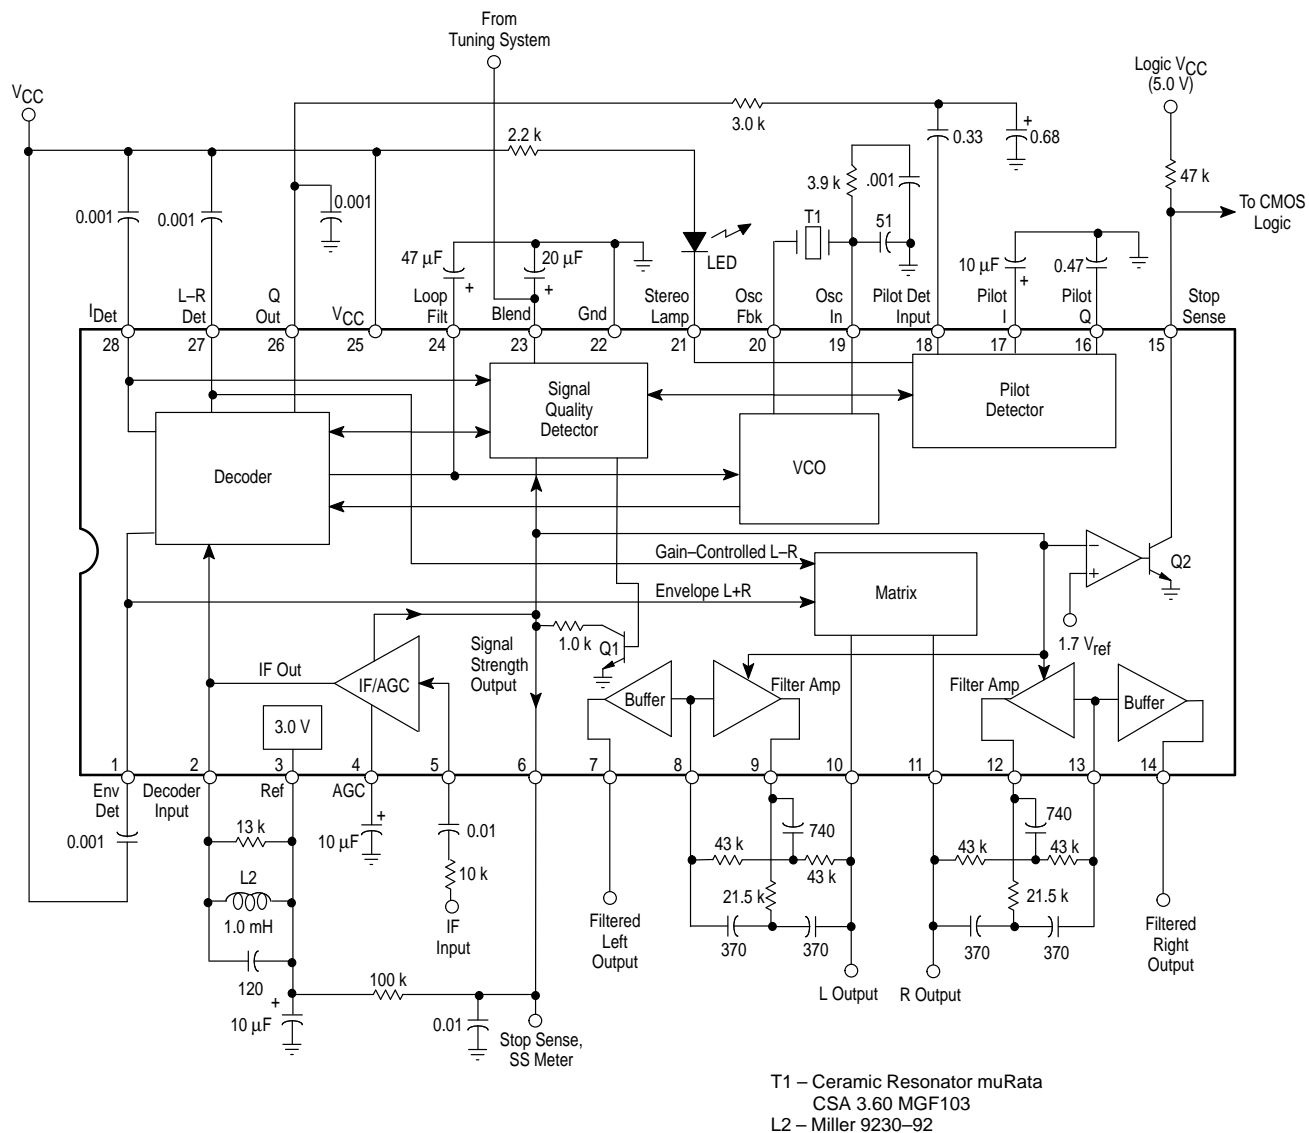 From
Tuning System
VCC
Logic VCC
(5.0 V)
3.0 k
0.33
+
0.68
2.2 k
47 k
3.9 k
.001
0.001
0.001
0.001
To CMOS
Logic
T1
51
LED
47 µF
+
20 µF
+
10 µF
+
0.47
IDet
L–R
Det
Q
Out
VCC
Loop
Filt
Blend
Gnd
Stereo
Lamp
Osc
Fbk
Osc
In
Pilot Det
Input
Pilot
I
Pilot
Q
Stop
Sense
28
27
26
25
24
23
22
21
20
19
18
17
16
15
Signal
Quality
Detector
Pilot
Detector
Decoder
VCO
Gain–Controlled L–R
Envelope L+R
Matrix
–
+
Q2
1.7 Vref
1.0 k
Q1
Signal
Strength
Output
IF Out
IF/AGC
Buffer
Filter Amp
Filter Amp
Buffer
3.0 V
1
2
3
4
5
6
7
8
9
10
11
12
13
14
Env
Det
Decoder
Input
Ref
AGC
0.001
13 k
10 µF
+
0.01
10 k
IF
Input
L2
1.0 mH
120
+
10 µF
100 k
0.01
Stop Sense,
SS Meter
740
43 k
43 k
21.5 k
370
370
Filtered
Left
Output
L Output
R Output
740
43 k
43 k
21.5 k
370
370
Filtered
Right
Output
T1 – Ceramic Resonator muRata
CSA 3.60 MGF103
L2 – Miller 9230–92